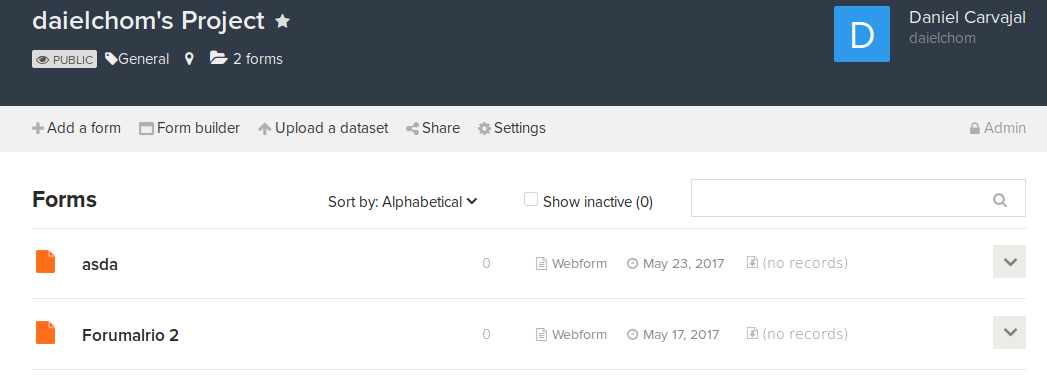 daielchom's Project
D
Daniel Carvajal
daielchom
PUBLIC General 2 forms
Add a form Form builder Upload a dataset Share Settings Admin
Forms Sort by: Alphabetical Show inactive (0)
asda 0 Webform May 23, 2017 (no records)
Forumalrio 2 0 Webform May 17, 2017 (no records)